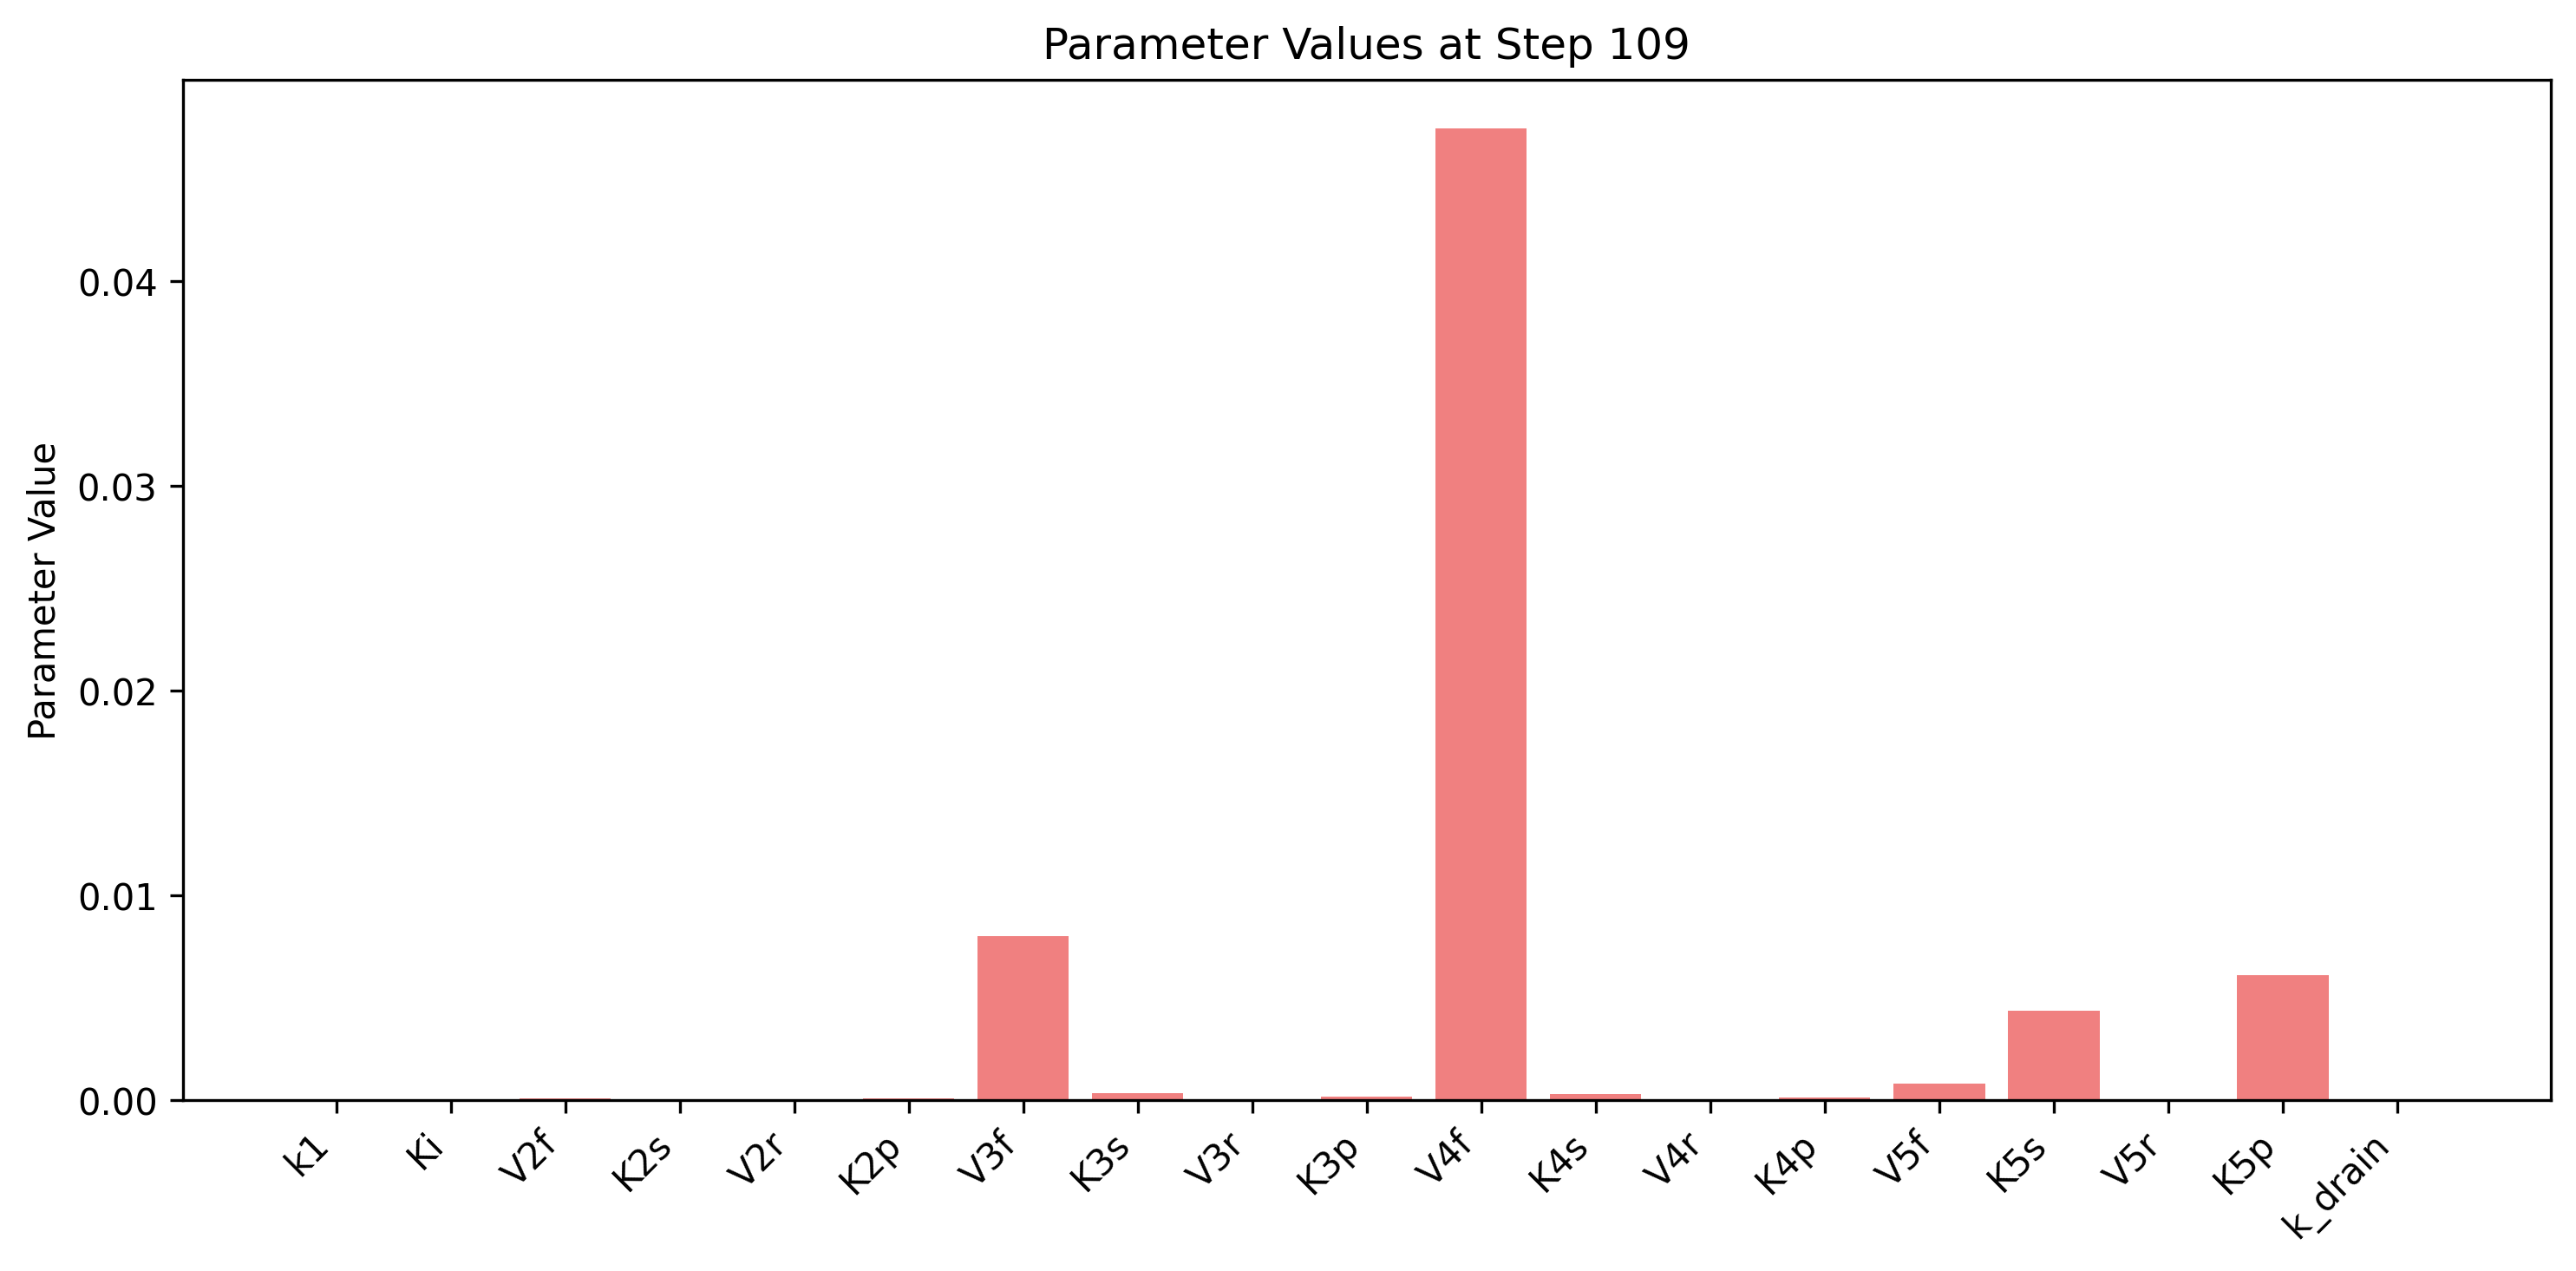 Parameter Values at Step 109
Parameter Value
0.04
0.03
0.02
0.01
0.00
k1
Ki
V2f
K2s
V2r
K2p
V3f
K3s
V3r
K3p
V4f
K4s
V4r
K4p
V5f
K5s
V5r
K5p
k_drain